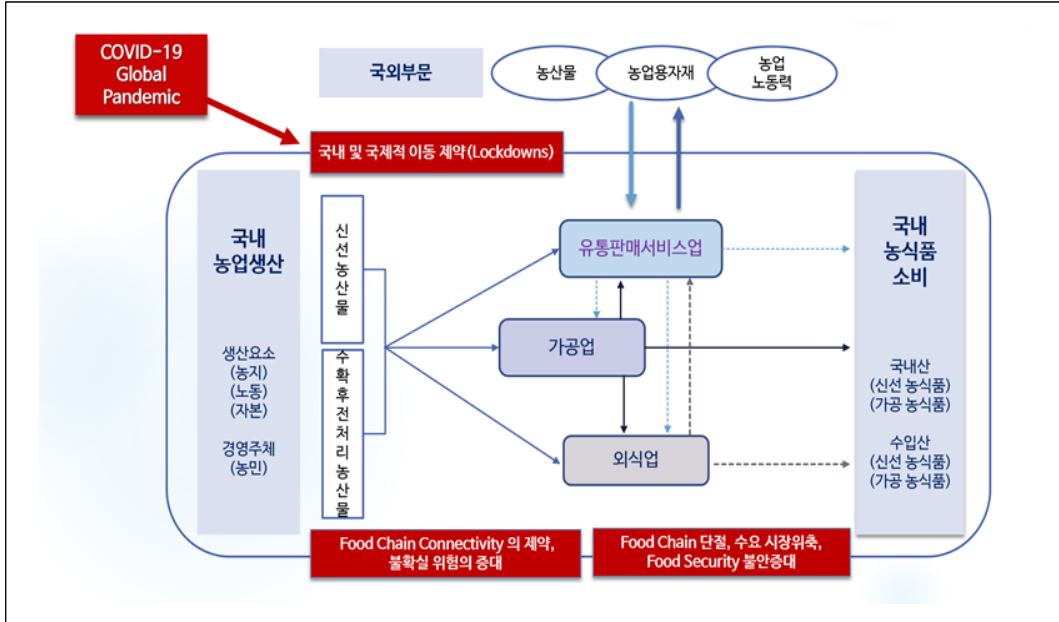 COVID-19
Global
Pandemic
국외부문
농산물
농업용자재
농업
노동력
국내 및 국제적 이동 제약(Lockdowns)
국내
농업생산
생산요소
(농지)
(노동)
(자본)
경영주체
(농민)
신선농산물
수확후전처리농산물
유통판매서비스업
가공업
외식업
국내
농식품
소비
국내산
(신선 농식품)
(가공 농식품)
수입산
(신선 농식품)
(가공 농식품)
Food Chain Connectivity 의 제약,
불확실 위험의 증대
Food Chain 단절, 수요 시장위축,
Food Security 불안증대